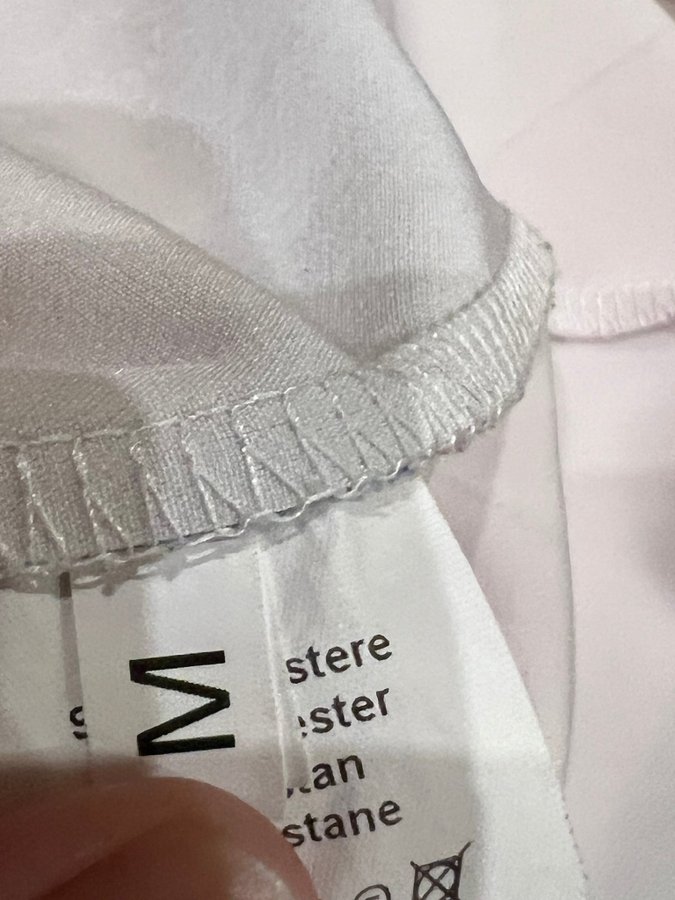 M
stere
ester
tan
stane